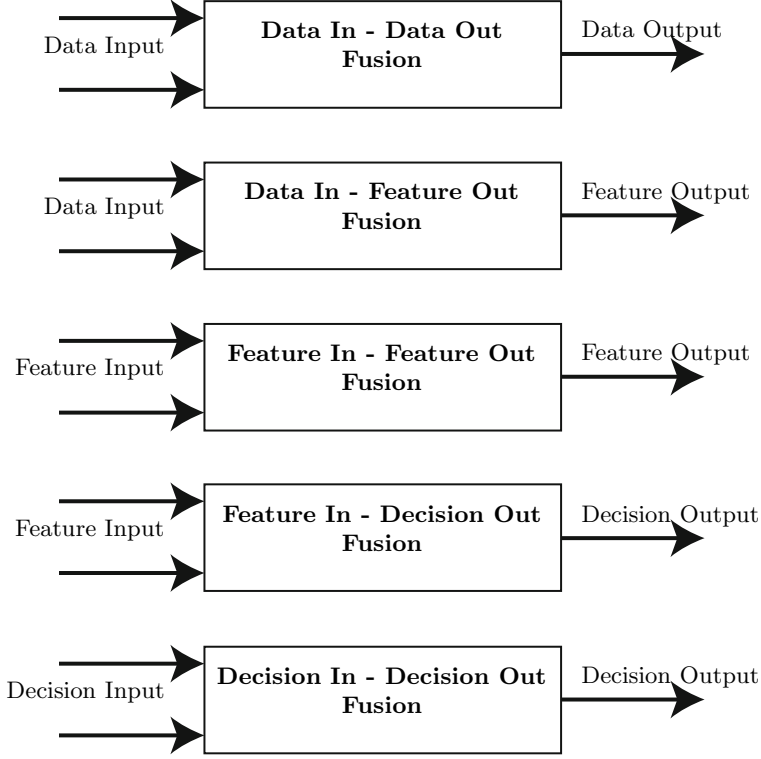 Data Input
Data In - Data Out
Fusion
Data Output
Data Input
Data In - Feature Out
Fusion
Feature Output
Feature Input
Feature In - Feature Out
Fusion
Feature Output
Feature Input
Feature In - Decision Out
Fusion
Decision Output
Decision Input
Decision In - Decision Out
Fusion
Decision Output